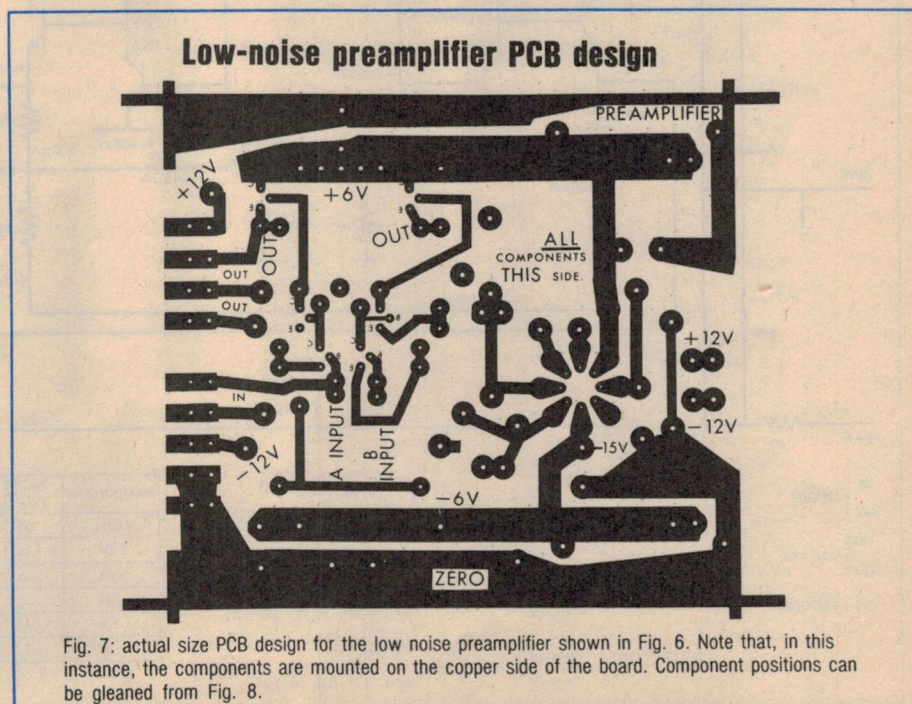 Low-noise preamplifier PCB design
PREAMPLIFIER
+12V
+6V
OUT
OUT
ALL
COMPONENTS
THIS SIDE.
OUT
OUT
+12V
IN
A INPUT
B
INPUT
-12V
-15V
-12V
-6V
ZERO
Fig. 7: actual size PCB design for the low noise preamplifier shown in Fig. 6. Note that, in this
instance, the components are mounted on the copper side of the board. Component positions can
be gleaned from Fig. 8.